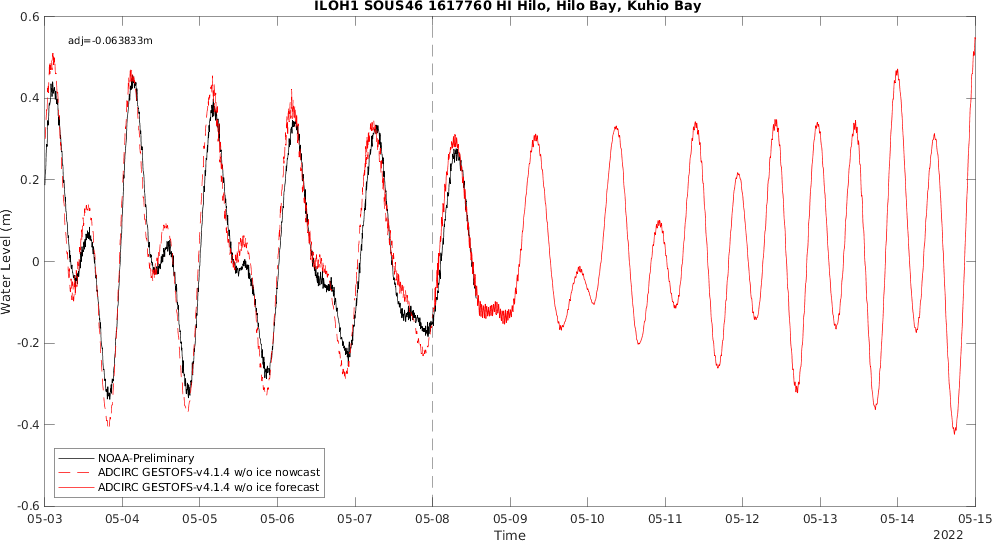 ILOH1 SOUS46 1617760 HI Hilo, Hilo Bay, Kuhio Bay
adj=-0.063833m
0.6
0.4
0.2
0
-0.2
-0.4
-0.6
Water Level (m)
NOAA-Preliminary
ADCIRC GESTOFS-v4.1.4 w/o ice nowcast
ADCIRC GESTOFS-v4.1.4 w/o ice forecast
05-03 05-04 05-05 05-06 05-07 05-08 05-09 05-10 05-11 05-12 05-13 05-14 05-15
Time
2022